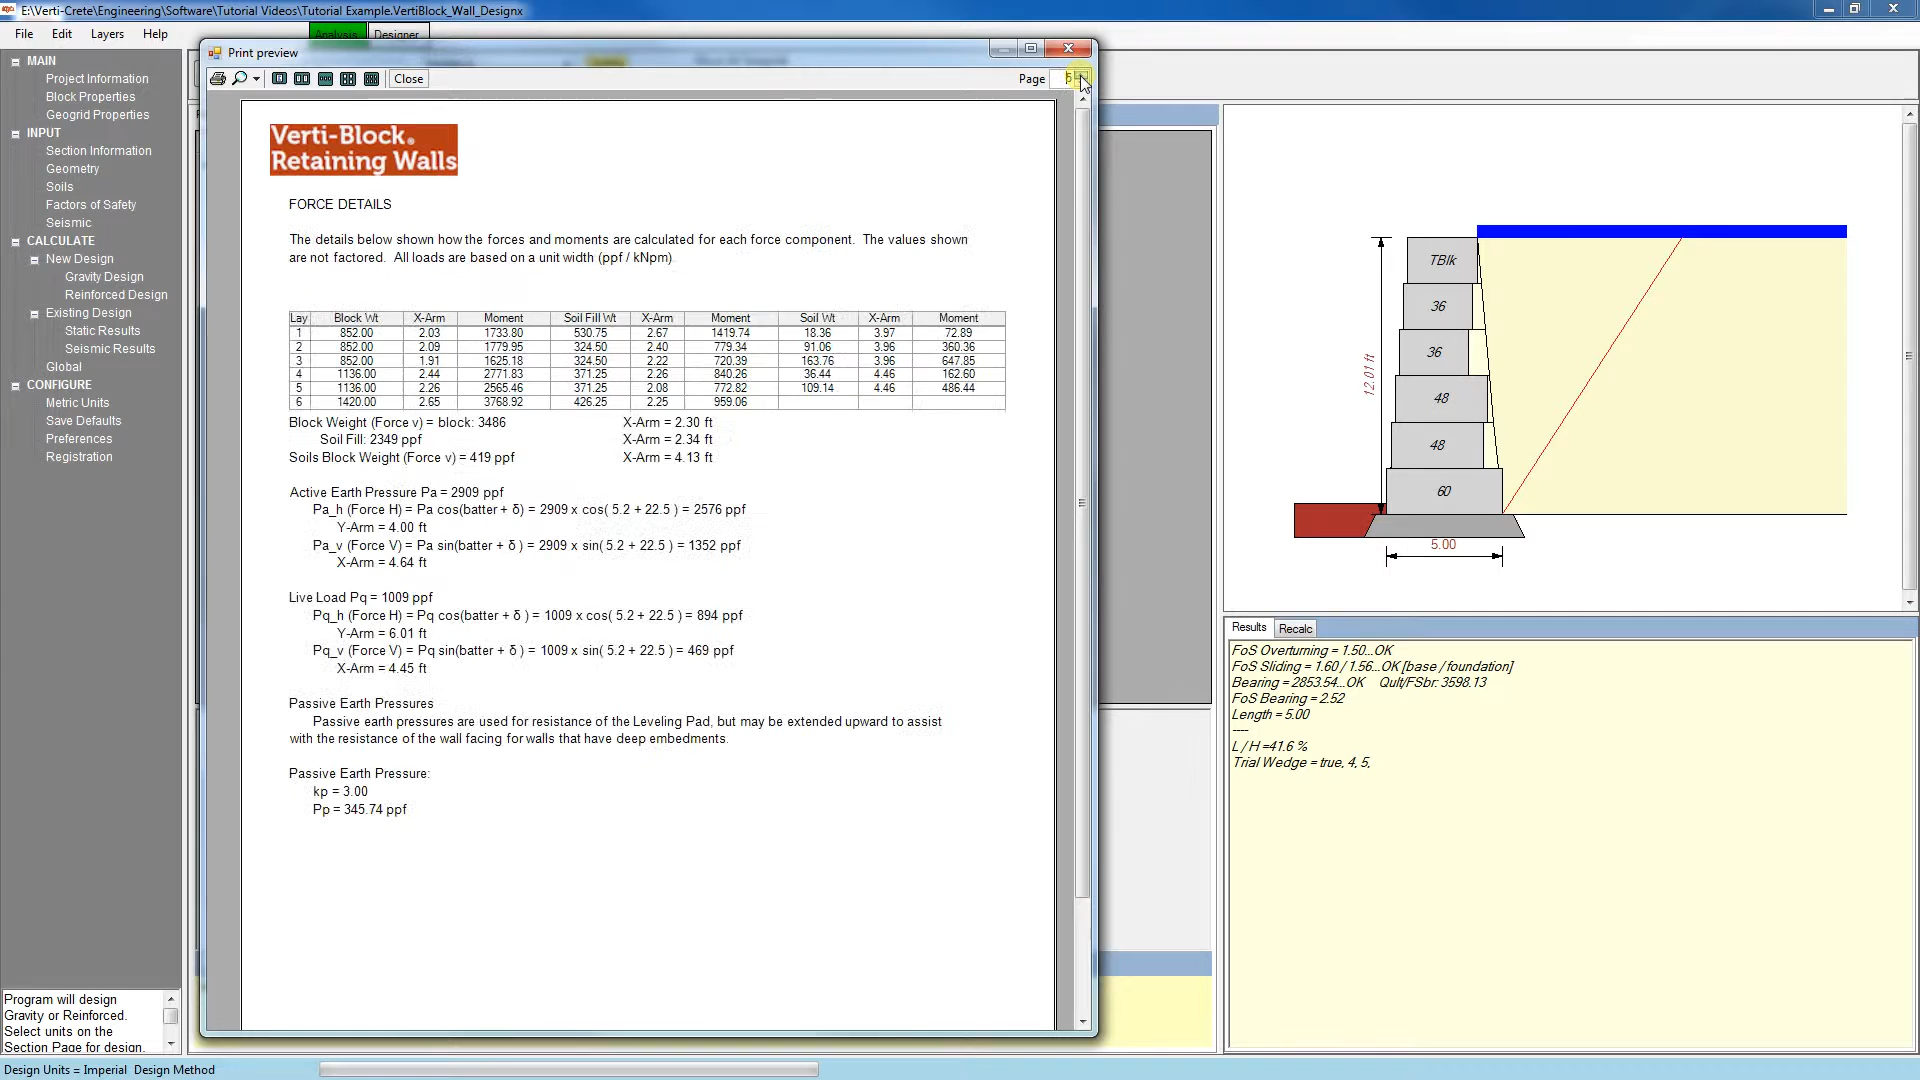 E:\Verti-Crete\Engineering\Software\Tutorial Videos\Tutorial Example.VertiBlock_Wall_Designx
File Edit Layers Help
Analysis Designer
MAIN
Project Information
Block Properties
Geogrid Properties
INPUT
Section Information
Geometry
Soils
Factors of Safety
Seismic
CALCULATE
New Design
Gravity Design
Reinforced Design
Existing Design
Static Results
Seismic Results
Global
CONFIGURE
Metric Units
Save Defaults
Preferences
Registration
Program will design
Gravity or Reinforced.
Select units on the
Section Page for design.
Design Units = Imperial Design Method
Print preview
Close
Page 5
Verti-Block®
Retaining Walls
FORCE DETAILS
The details below shown how the forces and moments are calculated for each force component. The values shown
are not factored. All loads are based on a unit width (ppf / kNpm).
Lay Block Wt X-Arm Moment Soil Fill Wt X-Arm Moment Soil Wt X-Arm Moment
1 852.00 2.03 1733.80 530.75 2.67 1419.74 18.36 3.97 72.89
2 852.00 2.09 1779.95 324.50 2.40 779.34 91.06 3.96 360.36
3 852.00 1.91 1625.18 324.50 2.22 720.39 163.76 3.96 647.85
4 1136.00 2.44 2771.83 371.25 2.26 840.26 36.44 4.46 162.60
5 1136.00 2.26 2565.46 371.25 2.08 772.82 109.14 4.46 486.44
6 1420.00 2.65 3768.92 426.25 2.25 959.06
Block Weight (Force v) = block: 3486 X-Arm = 2.30 ft
Soil Fill: 2349 ppf X-Arm = 2.34 ft
Soils Block Weight (Force v) = 419 ppf X-Arm = 4.13 ft
Active Earth Pressure Pa = 2909 ppf
Pa_h (Force H) = Pa cos(batter + δ) = 2909 x cos( 5.2 + 22.5 ) = 2576 ppf
Y-Arm = 4.00 ft
Pa_v (Force V) = Pa sin(batter + δ ) = 2909 x sin( 5.2 + 22.5 ) = 1352 ppf
X-Arm = 4.64 ft
Live Load Pq = 1009 ppf
Pq_h (Force H) = Pq cos(batter + δ ) = 1009 x cos( 5.2 + 22.5 ) = 894 ppf
Y-Arm = 6.01 ft
Pq_v (Force V) = Pq sin(batter + δ ) = 1009 x sin( 5.2 + 22.5 ) = 469 ppf
X-Arm = 4.45 ft
Passive Earth Pressures
Passive earth pressures are used for resistance of the Leveling Pad, but may be extended upward to assist
with the resistance of the wall facing for walls that have deep embedments.
Passive Earth Pressure:
kp = 3.00
Pp = 345.74 ppf
TBlk
36
36
48
48
60
12.01 ft
5.00
Results Recalc
FoS Overturning = 1.50...OK
FoS Sliding = 1.60 / 1.56...OK [base / foundation]
Bearing = 2853.54...OK Qult/FSbr: 3598.13
FoS Bearing = 2.52
Length = 5.00
----
L / H =41.6 %
Trial Wedge = true, 4, 5,